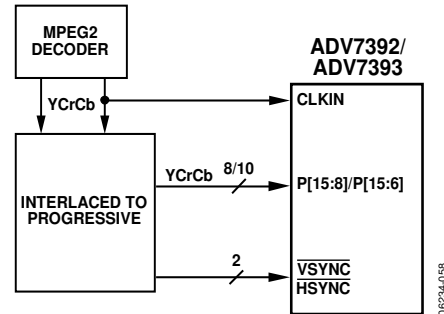 MPEG2
DECODER
ADV7392/
ADV7393
YCrCb
CLKIN
INTERLACED TO
PROGRESSIVE
YCrCb
8/10
P[15:8]/P[15:6]
2
VSYNC
HSYNC
06234-058